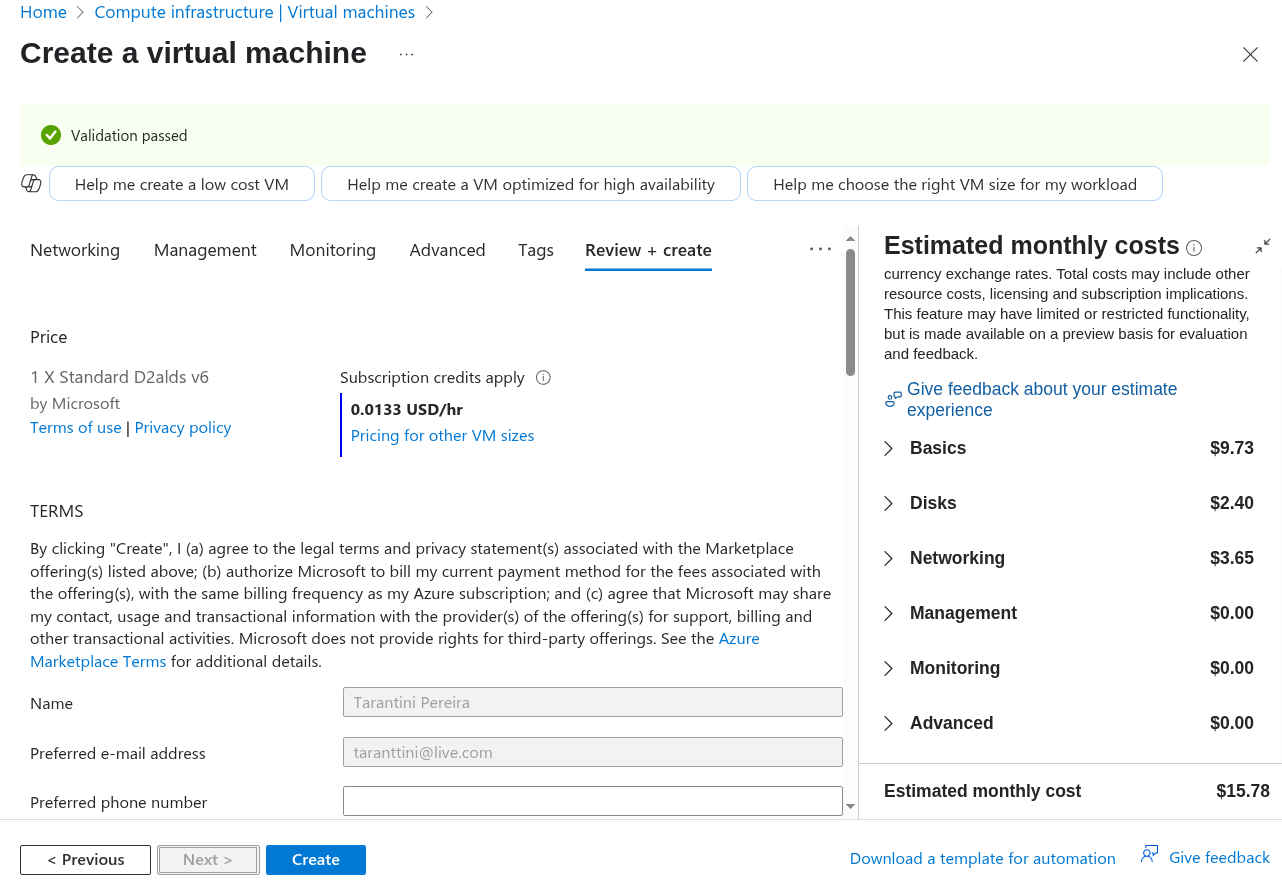 Home > Compute infrastructure | Virtual machines >
Create a virtual machine ...
Validation passed
Help me create a low cost VM
Help me create a VM optimized for high availability
Help me choose the right VM size for my workload
Networking Management Monitoring Advanced Tags Review + create ...
Price
1 X Standard D2alds v6
by Microsoft
Terms of use | Privacy policy
Subscription credits apply
0.0133 USD/hr
Pricing for other VM sizes
TERMS
By clicking "Create", I (a) agree to the legal terms and privacy statement(s) associated with the Marketplace
offering(s) listed above; (b) authorize Microsoft to bill my current payment method for the fees associated with
the offering(s), with the same billing frequency as my Azure subscription; and (c) agree that Microsoft may share
my contact, usage and transactional information with the provider(s) of the offering(s) for support, billing and
other transactional activities. Microsoft does not provide rights for third-party offerings. See the Azure
Marketplace Terms for additional details.
Name Tarantini Pereira
Preferred e-mail address taranttini@live.com
Preferred phone number
Estimated monthly costs
currency exchange rates. Total costs may include other
resource costs, licensing and subscription implications.
This feature may have limited or restricted functionality,
but is made available on a preview basis for evaluation
and feedback.
Give feedback about your estimate
experience
Basics $9.73
Disks $2.40
Networking $3.65
Management $0.00
Monitoring $0.00
Advanced $0.00
Estimated monthly cost $15.78
< Previous Next > Create
Download a template for automation Give feedback